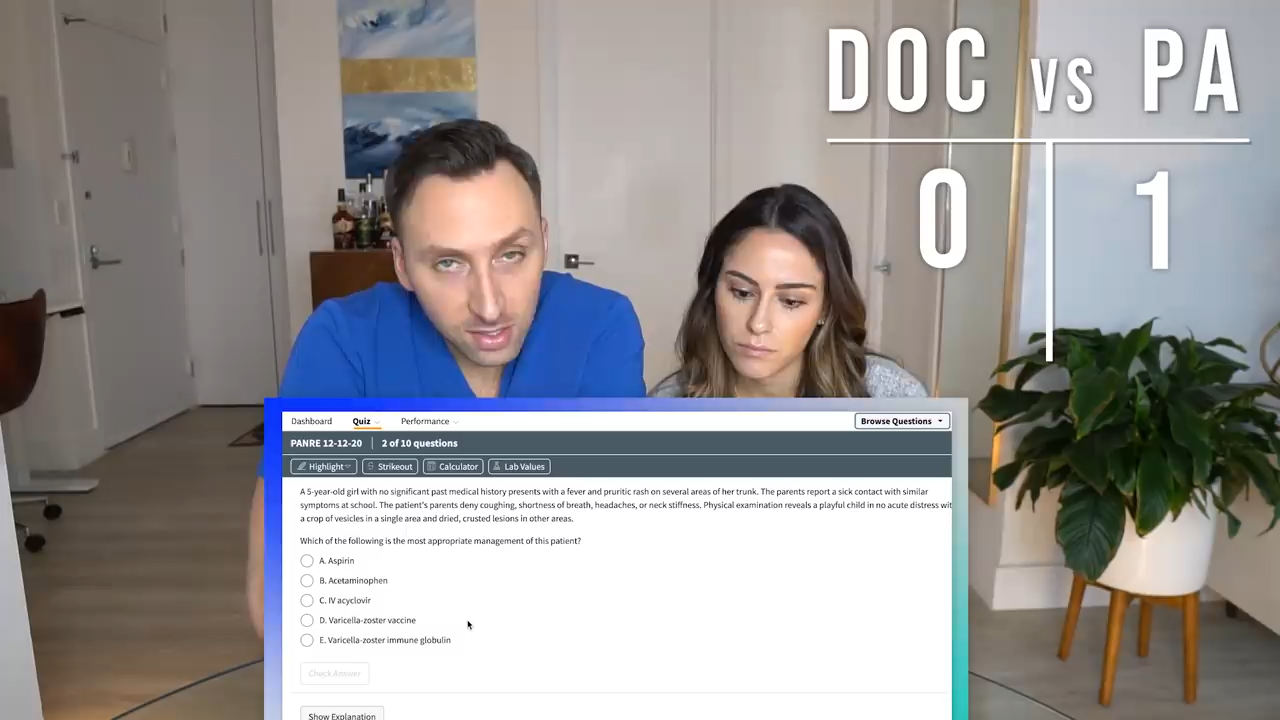 DOC VS PA
0 1
Dashboard Quiz Performance Browse Questions
PANRE 12-12-20 2 of 10 questions
Highlight Strikeout Calculator Lab Values
A 5-year-old girl with no significant past medical history presents with a fever and pruritic rash on several areas of her trunk. The parents report a sick contact with similar
symptoms at school. The patient's parents deny coughing, shortness of breath, headaches, or neck stiffness. Physical examination reveals a playful child in no acute distress wit
a crop of vesicles in a single area and dried, crusted lesions in other areas.
Which of the following is the most appropriate management of this patient?
A. Aspirin
B. Acetaminophen
C. IV acyclovir
D. Varicella-zoster vaccine
E. Varicella-zoster immune globulin
Check Answer
Show Explanation